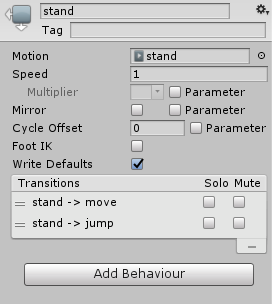 stand
Tag
Motion stand
Speed 1
Multiplier Parameter
Mirror Parameter
Cycle Offset 0 Parameter
Foot IK
Write Defaults
Transitions Solo Mute
stand -> move
stand -> jump
Add Behaviour